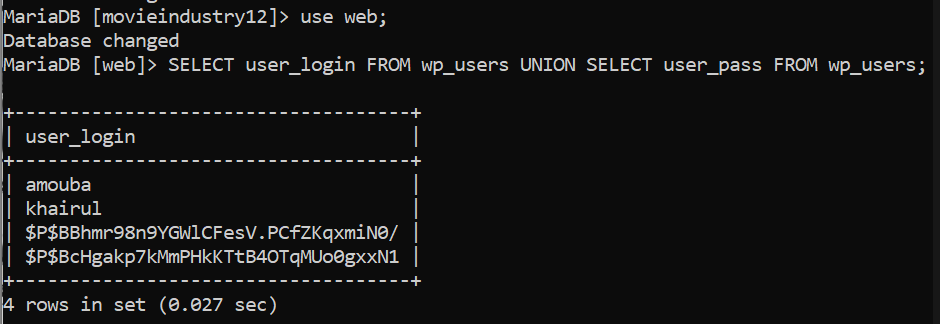 MariaDB [movieindustry12]> use web;
Database changed
MariaDB [web]> SELECT user_login FROM wp_users UNION SELECT user_pass FROM wp_users;
+------------------------------------+
| user_login                         |
+------------------------------------+
| amouba                             |
| khairul                            |
| $P$BBhmr98n9YGWlCFesV.PCfZKqxmiN0/ |
| $P$BcHgakp7kMmPHkKTtB4OTqMUo0gxxN1 |
+------------------------------------+
4 rows in set (0.027 sec)